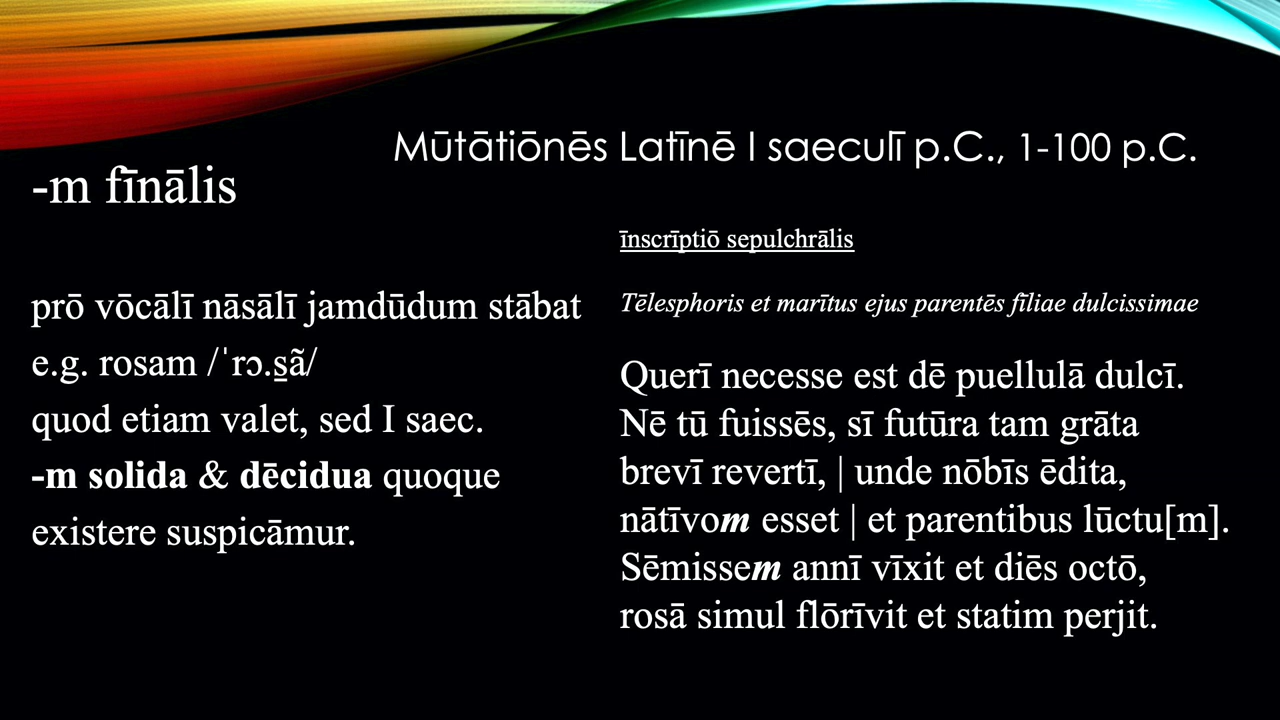 Mūtātiōnēs Latīnē I saeculī p.C., 1-100 p.C.
-m fīnālis
prō vōcālī nāsālī jamdūdum stābat
e.g. rosam /ˈrɔ.s̠ã/
quod etiam valet, sed I saec.
-m solida & dēcidua quoque
existere suspicāmur.
īnscrīptiō sepulchrālis
Tēlesphoris et marītus ejus parentēs fīliae dulcissimae
Querī necesse est dē puellulā dulcī.
Nē tū fuissēs, sī futūra tam grāta
brevī revertī, | unde nōbīs ēdita,
nātīvom esset | et parentibus lūctu[m].
Sēmissem annī vīxit et diēs octō,
rosā simul flōrīvit et statim perjit.